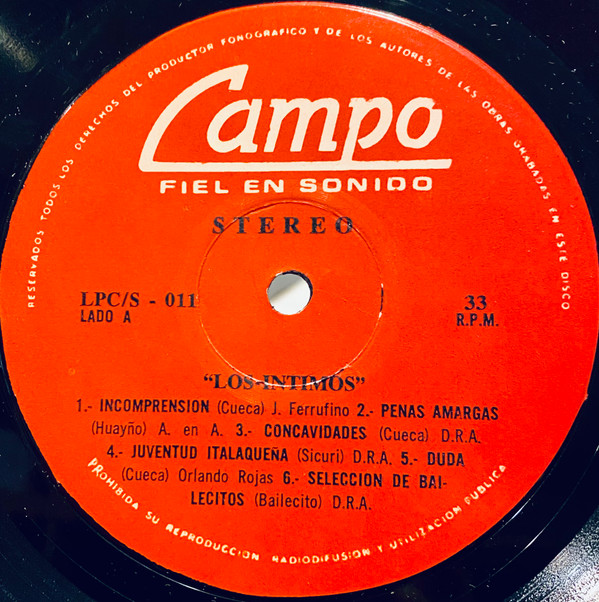 RESERVADOS TODOS LOS DERECHOS DEL PRODUCTOR FONOGRAFICO Y DE LOS AUTORES DE LAS OBRAS GRABADAS EN ESTE DISCO
Campo
FIEL EN SONIDO
STEREO
LPC/S - 011
LADO A
33
R.P.M.
"LOS-INTIMOS"
1.- INCOMPRENSION (Cueca) J. Ferrufino 2.- PENAS AMARGAS
(Huayño) A. en A. 3.- CONCAVIDADES (Cueca) D.R.A.
4.- JUVENTUD ITALAQUEÑA (Sicuri) D.R.A. 5.- DUDA
(Cueca) Orlando Rojas 6.- SELECCION DE BAI-
LECITOS (Bailecito) D.R.A.
PROHIBIDA SU REPRODUCCION RADIODIFUSION Y UTILIZACION PUBLICA